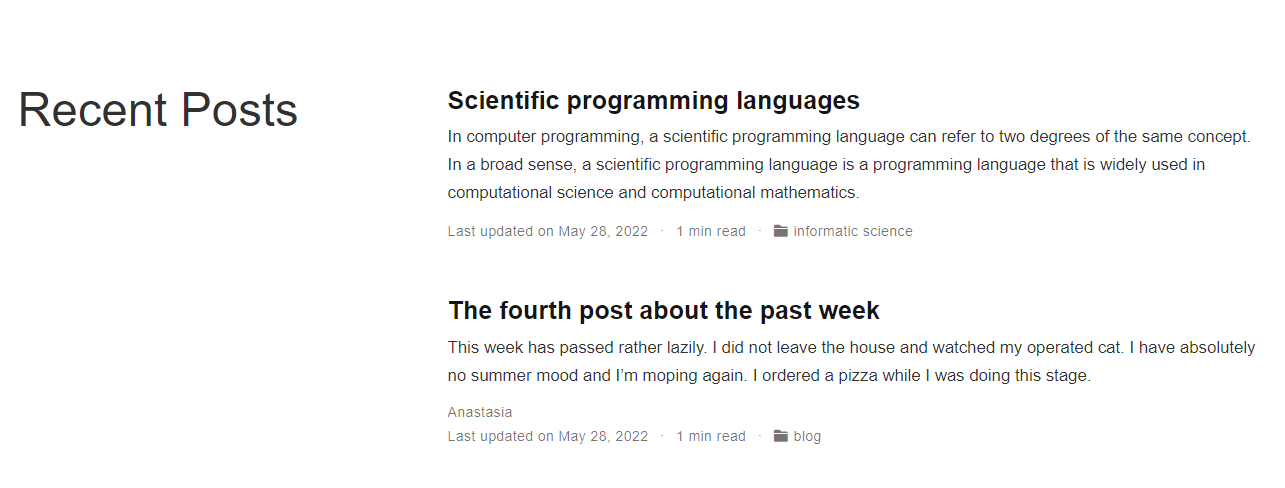 Recent Posts
Scientific programming languages
In computer programming, a scientific programming language can refer to two degrees of the same concept.
In a broad sense, a scientific programming language is a programming language that is widely used in
computational science and computational mathematics.
Last updated on May 28, 2022 · 1 min read · informatic science
The fourth post about the past week
This week has passed rather lazily. I did not leave the house and watched my operated cat. I have absolutely
no summer mood and I’m moping again. I ordered a pizza while I was doing this stage.
Anastasia
Last updated on May 28, 2022 · 1 min read · blog